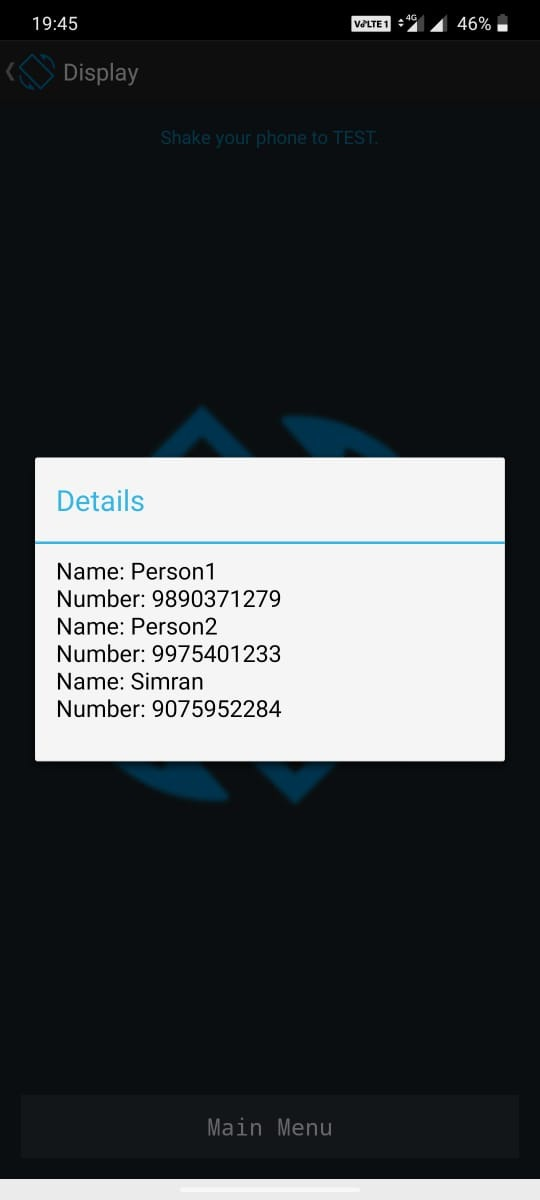 19:45
VoLTE 1 4G 46%
Display
Shake your phone to TEST.
Details
Name: Person1
Number: 9890371279
Name: Person2
Number: 9975401233
Name: Simran
Number: 9075952284
Main Menu